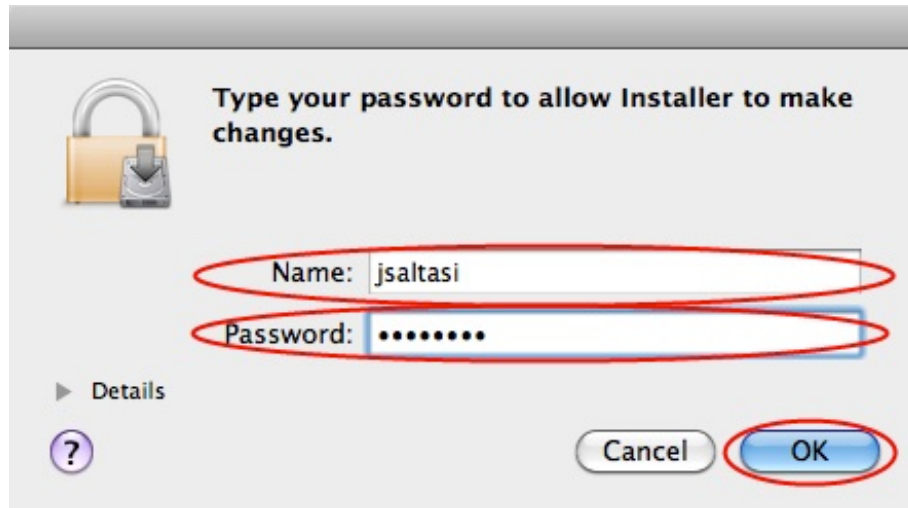 Type your password to allow Installer to make
changes.
Name: jsaltasi
Password: ••••••••
Details
?
Cancel OK